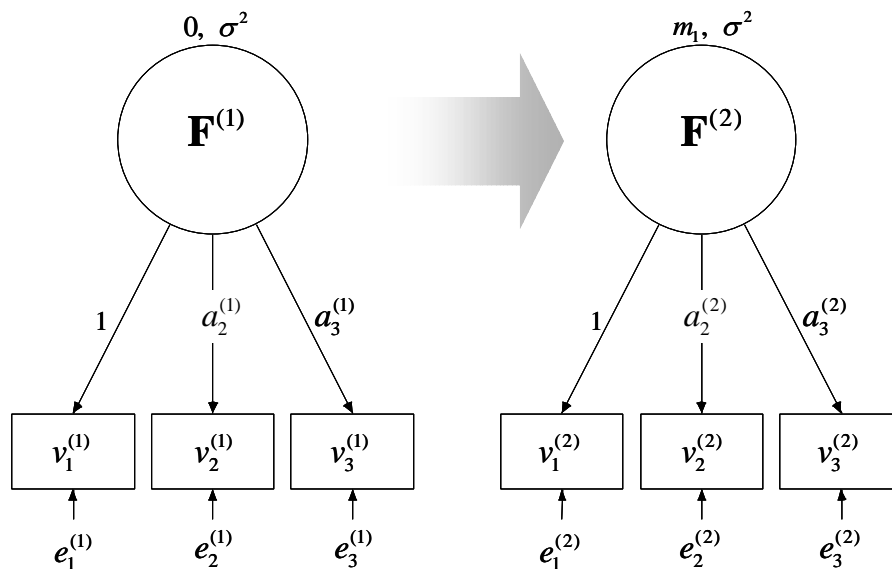 0, σ² m₁, σ²
F⁽¹⁾ F⁽²⁾
1 a₂⁽¹⁾ a₃⁽¹⁾ 1 a₂⁽²⁾ a₃⁽²⁾
v₁⁽¹⁾ v₂⁽¹⁾ v₃⁽¹⁾ v₁⁽²⁾ v₂⁽²⁾ v₃⁽²⁾
e₁⁽¹⁾ e₂⁽¹⁾ e₃⁽¹⁾ e₁⁽²⁾ e₂⁽²⁾ e₃⁽²⁾